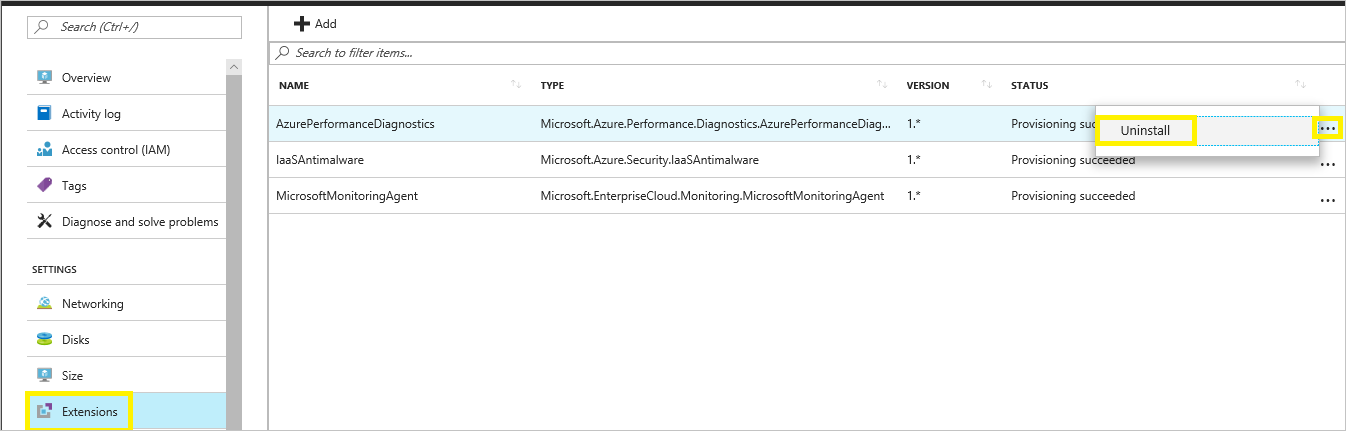 Search (Ctrl+/)
Overview
Activity log
Access control (IAM)
Tags
Diagnose and solve problems
SETTINGS
Networking
Disks
Size
Extensions
Add
Search to filter items...
NAME TYPE VERSION STATUS
AzurePerformanceDiagnostics Microsoft.Azure.Performance.Diagnostics.AzurePerformanceDiag... 1.* Provisioning suc ...
Uninstall
IaaSAntimalware Microsoft.Azure.Security.IaaSAntimalware 1.* Provisioning succeeded ...
MicrosoftMonitoringAgent Microsoft.EnterpriseCloud.Monitoring.MicrosoftMonitoringAgent 1.* Provisioning succeeded ...